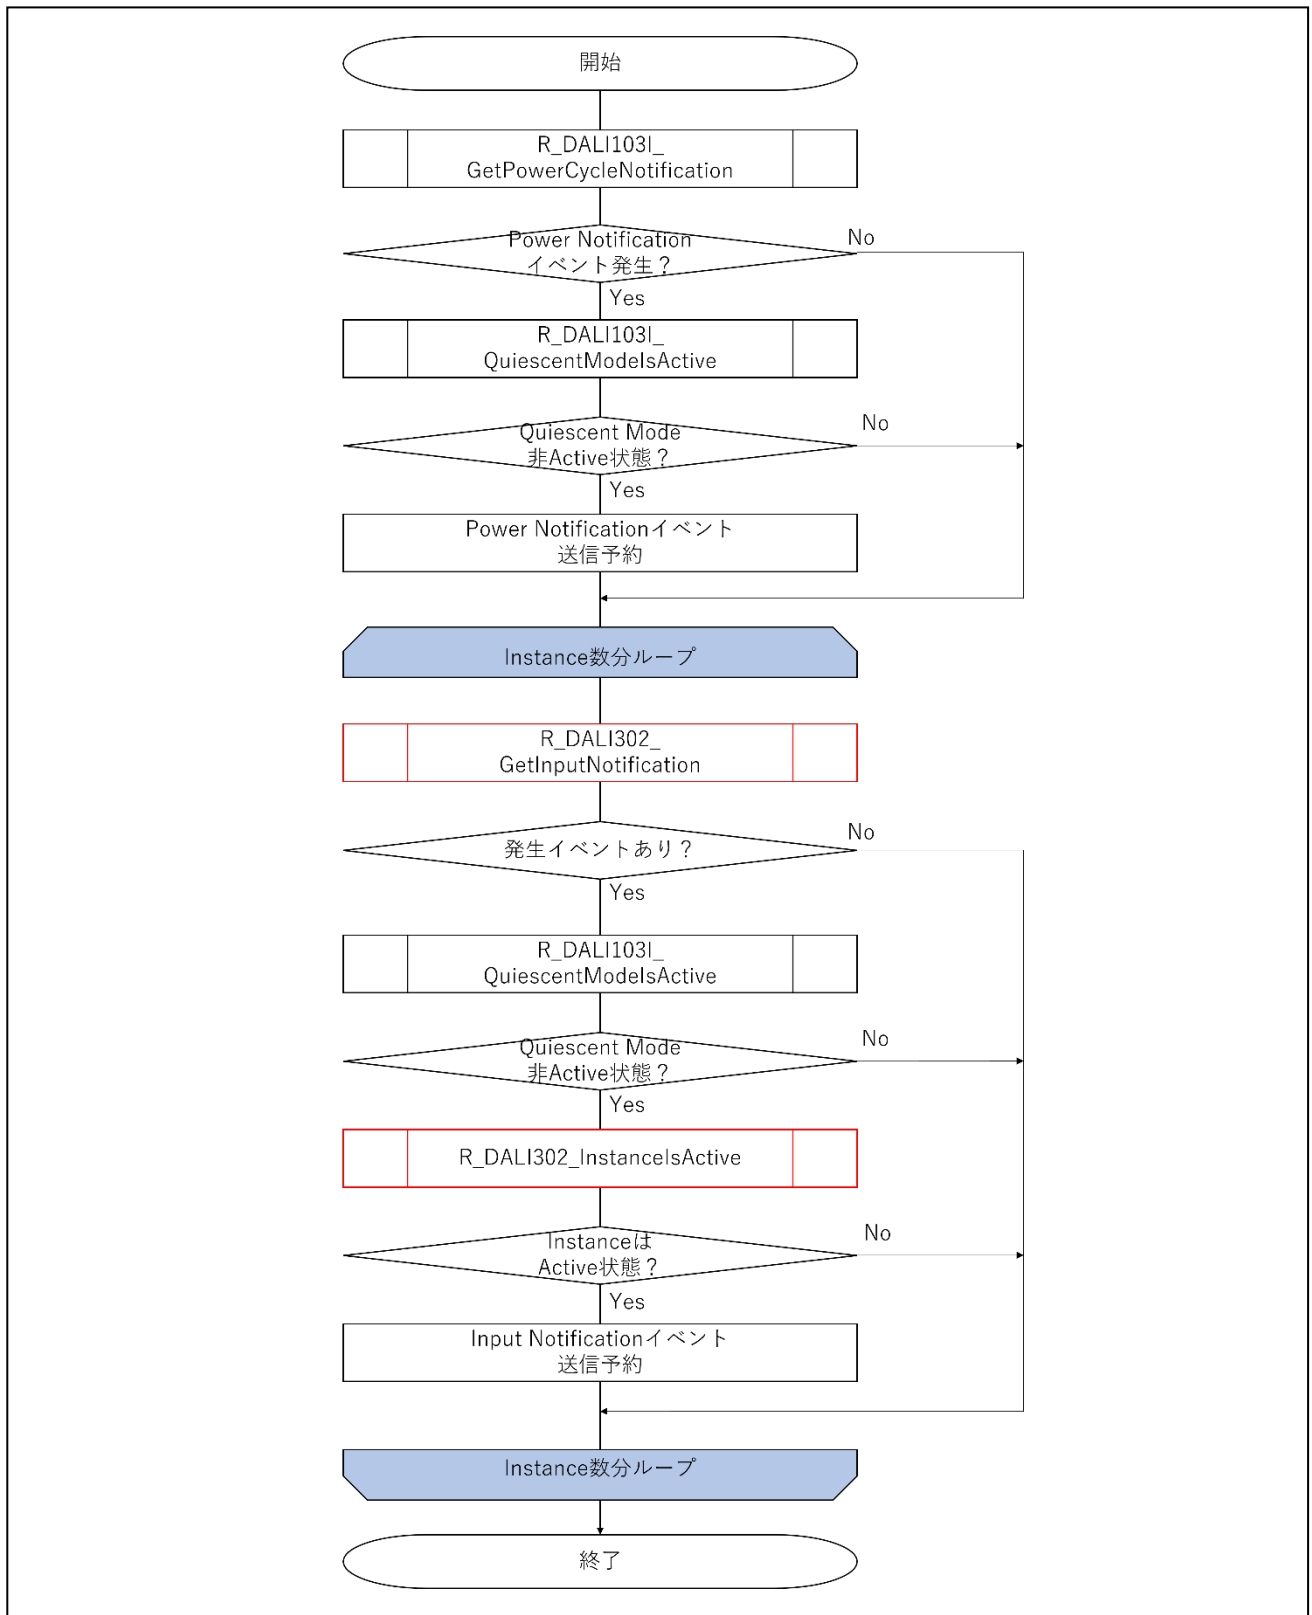 開始
R_DALI103I_
GetPowerCycleNotification
Power Notification
イベント発生？
No
Yes
R_DALI103I_
QuiescentModeIsActive
Quiescent Mode
非Active状態？
No
Yes
Power Notificationイベント
送信予約
Instance数分ループ
R_DALI302_
GetInputNotification
発生イベントあり？
No
Yes
R_DALI103I_
QuiescentModeIsActive
Quiescent Mode
非Active状態？
No
Yes
R_DALI302_InstanceIsActive
Instanceは
Active状態？
No
Yes
Input Notificationイベント
送信予約
Instance数分ループ
終了